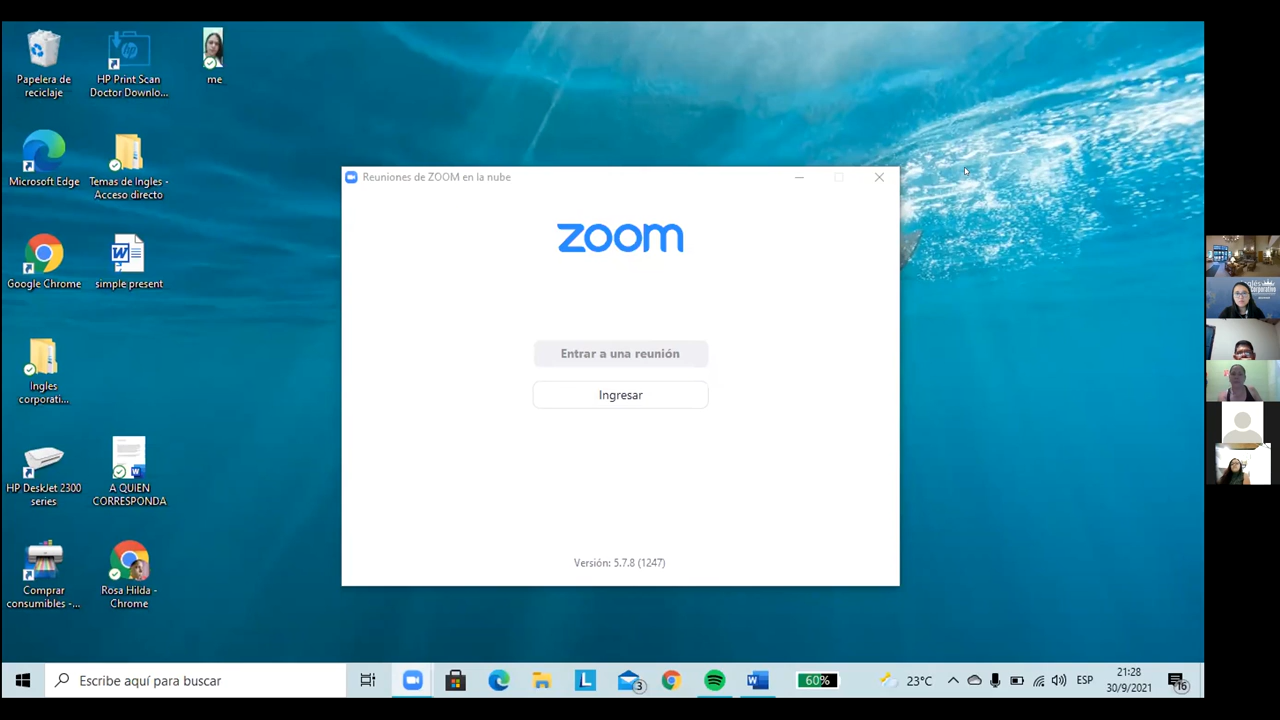 Papelera de
reciclaje
HP Print Scan
Doctor Downlo...
me
Microsoft Edge
Temas de Ingles -
Acceso directo
Google Chrome
simple present
Ingles
corporati...
HP DeskJet 2300
series
A QUIEN
CORRESPONDA
Comprar
consumibles -...
Rosa Hilda -
Chrome
Reuniones de ZOOM en la nube
zoom
Entrar a una reunión
Ingresar
Versión: 5.7.8 (1247)
Escribe aquí para buscar
3
60%
23°C
ESP
21:28
30/9/2021
16